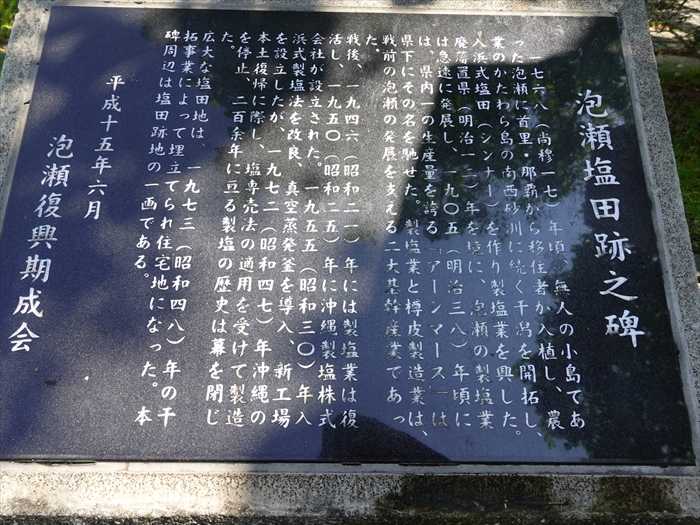 泡瀬塩田跡之碑
一七六八(尚穆一七)年頃、無人の小島であ
った泡瀬に首里・那覇から移住者が入植し、農
業のかたわら島の南西砂川に続く干潟を開拓し、
入浜式塩田(シンナー)を作り製塩業を興した。
廃藩置県(明治一二)年を境に、泡瀬の製塩業
は急速に発展し、一九〇五(明治三八)年頃に
は、県内一の生産量を誇る「アーンマース」は
県下にその名を馳せた。製塩業と樽皮製造業は、
戦前の泡瀬の発展を支える二大基幹産業であっ
た。
戦後、一九四六(昭和二一)年には製塩業は復
活し、一九五〇(昭和二五)年に沖縄製塩株式
会社が設立された。一九五五(昭和三〇)年入
浜式製塩法を改良、真空蒸発釜を導入、新工場
を設立したが、一九七二(昭和四七)年沖縄の
本土復帰に際し、塩専売法の適用を受けて製造
を停止、二百余年に亘る製塩の歴史は幕を閉じ
た。
広大な塩田地は、一九七三(昭和四八)年の干
拓事業によって埋立てられ住宅地になった。本
碑周辺は塩田跡地の一画である。
平成十五年六月
泡瀬復興期成会